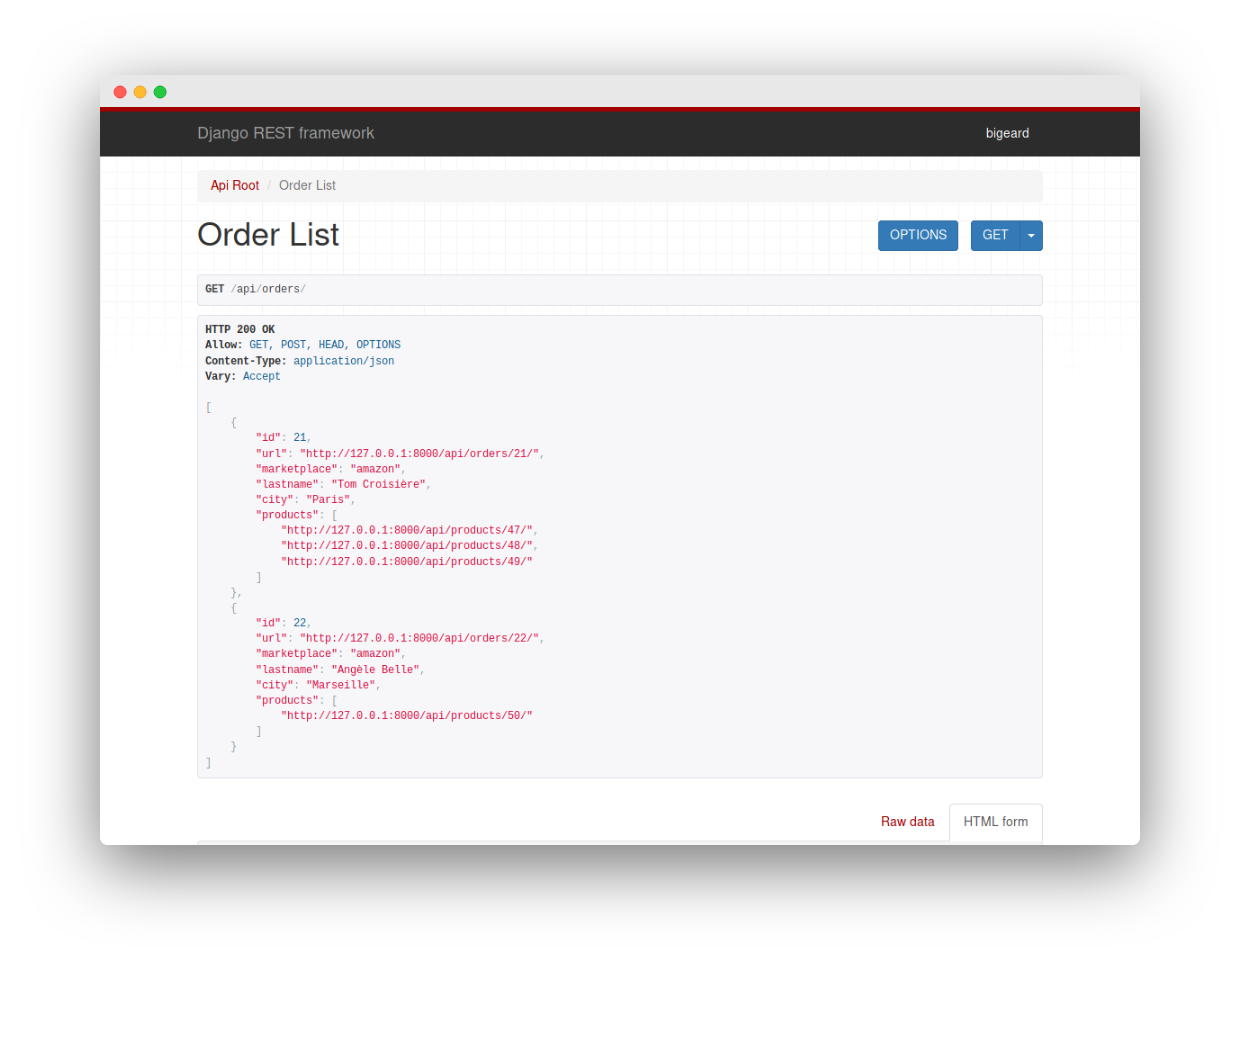 Django REST framework
bigeard
Api Root / Order List
Order List
OPTIONS
GET
GET /api/orders/
HTTP 200 OK
Allow: GET, POST, HEAD, OPTIONS
Content-Type: application/json
Vary: Accept
[
    {
        "id": 21,
        "url": "http://127.0.0.1:8000/api/orders/21/",
        "marketplace": "amazon",
        "lastname": "Tom Croisière",
        "city": "Paris",
        "products": [
            "http://127.0.0.1:8000/api/products/47/",
            "http://127.0.0.1:8000/api/products/48/",
            "http://127.0.0.1:8000/api/products/49/"
        ]
    },
    {
        "id": 22,
        "url": "http://127.0.0.1:8000/api/orders/22/",
        "marketplace": "amazon",
        "lastname": "Angèle Belle",
        "city": "Marseille",
        "products": [
            "http://127.0.0.1:8000/api/products/50/"
        ]
    }
]
Raw data
HTML form